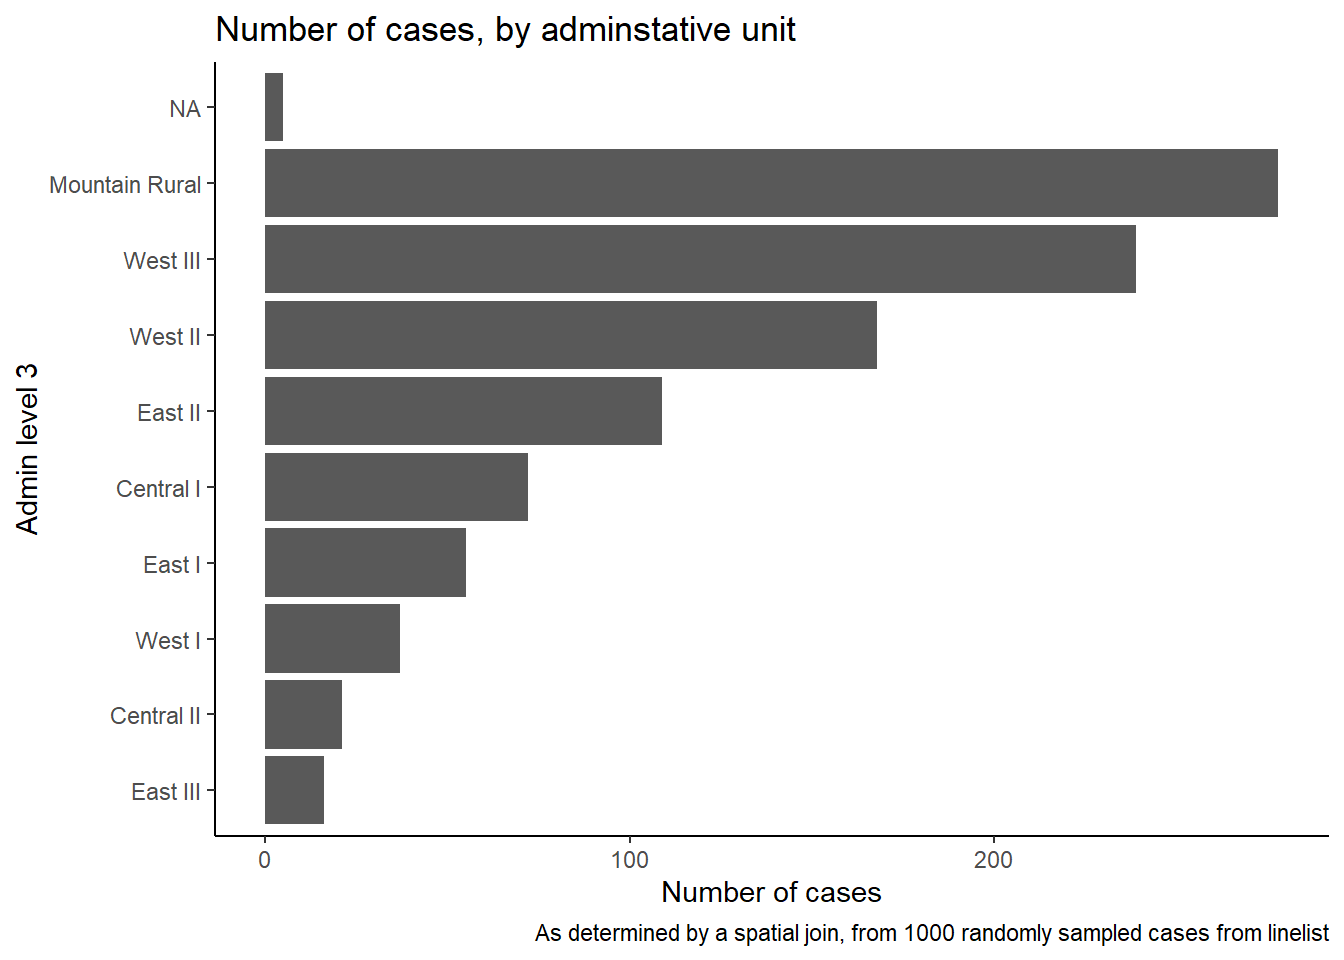 Number of cases, by adminstative unit
NA
Mountain Rural
West III
West II
East II
Central I
East I
West I
Central II
East III
Admin level 3
0 100 200
Number of cases
As determined by a spatial join, from 1000 randomly sampled cases from linelist